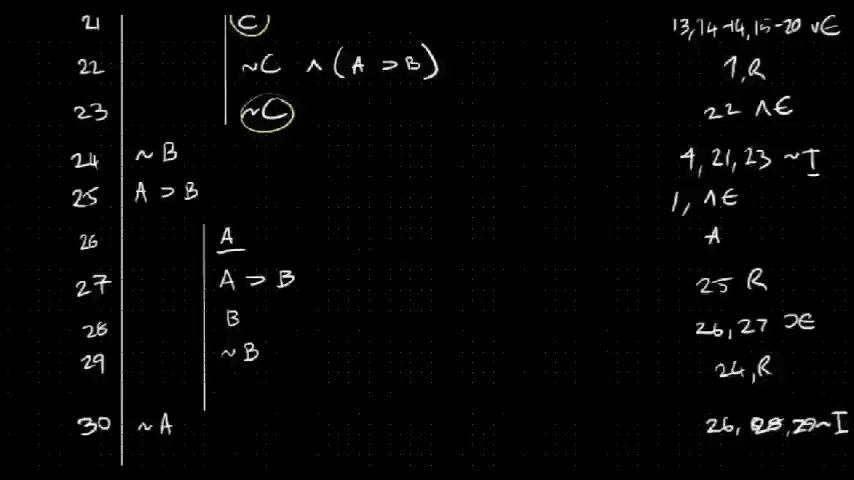 21 C 13, 14-14, 15-20 ∨E
22 ~C ∧ (A ⊃ B) 1, R
23 ~C 22 ∧E
24 ~B 4, 21, 23 ~I
25 A ⊃ B 1, ∧E
26 A A
27 A ⊃ B 25 R
28 B 26, 27 ⊃E
29 ~B 24, R
30 ~A 26, 28, 29 ~I